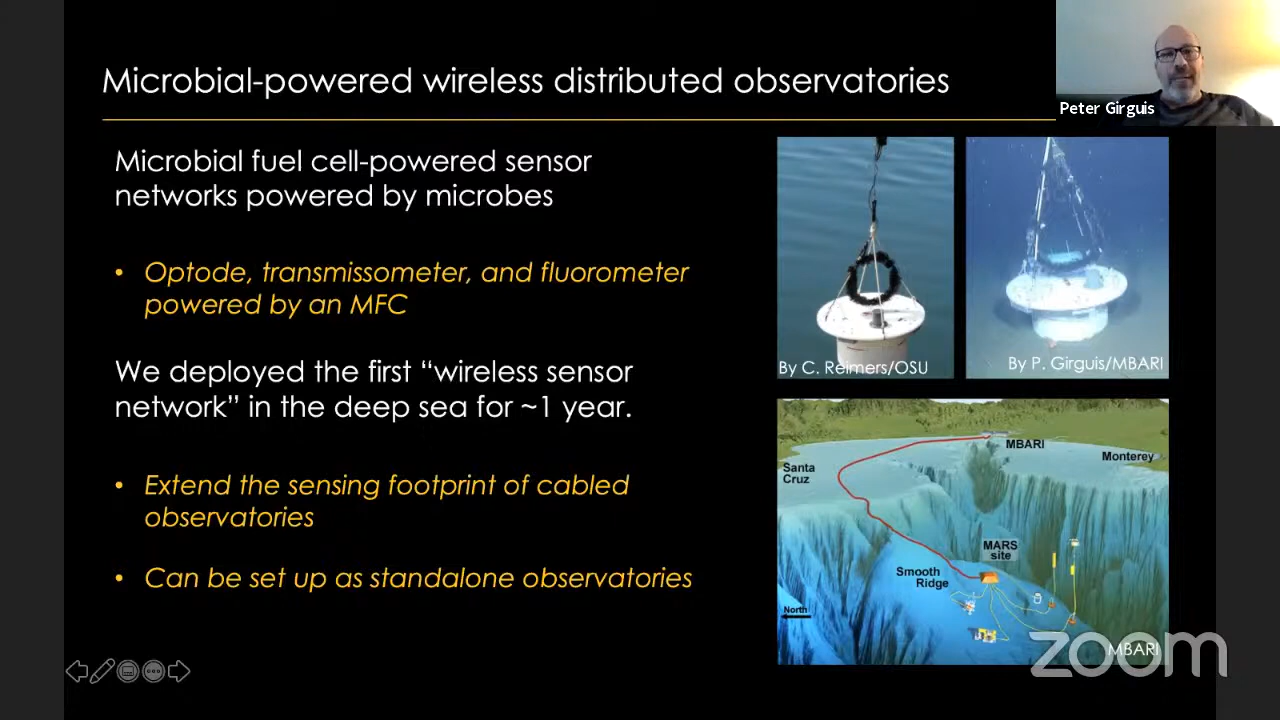 Microbial-powered wireless distributed observatories
Peter Girguis
Microbial fuel cell-powered sensor
networks powered by microbes
• Optode, transmissometer, and fluorometer
powered by an MFC
We deployed the first “wireless sensor
network” in the deep sea for ~1 year.
• Extend the sensing footprint of cabled
observatories
• Can be set up as standalone observatories
By C. Reimers/OSU
By P. Girguis/MBARI
MBARI
Monterey
Santa
Cruz
MARS
site
Smooth
Ridge
North
MBARI
zoom